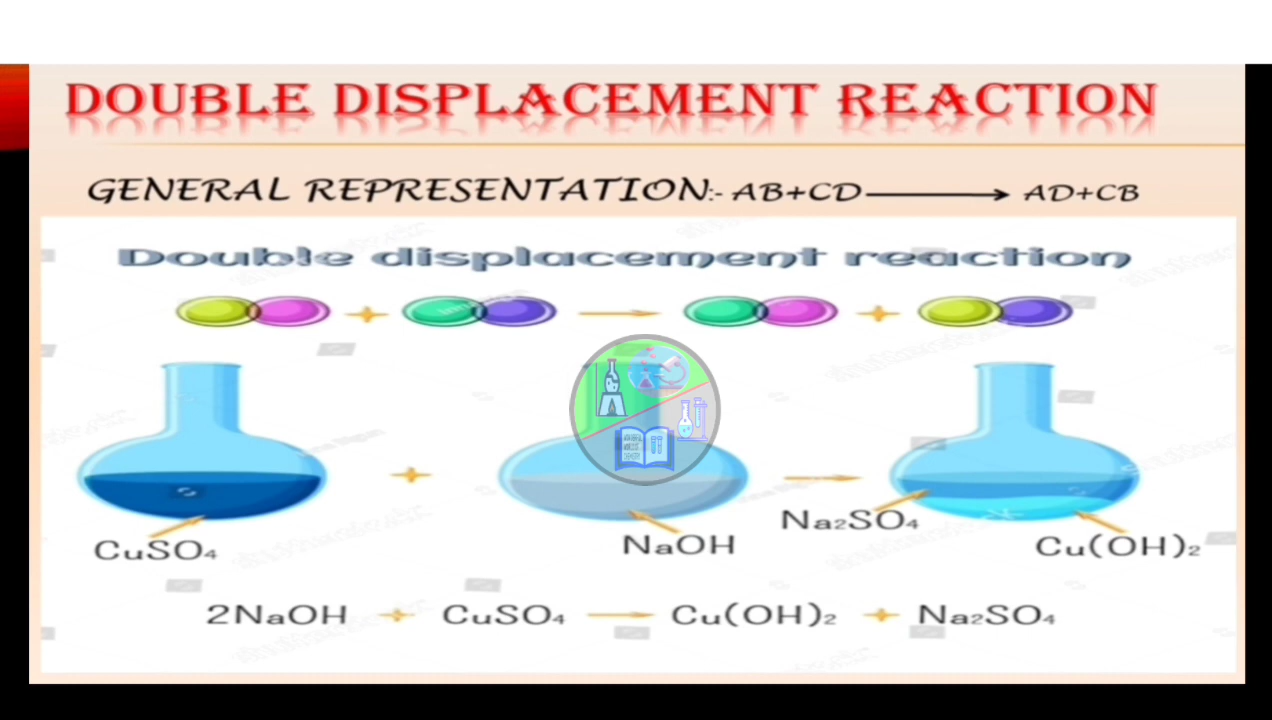 DOUBLE DISPLACEMENT REACTION
GENERAL REPRESENTATION:- AB+CD⟶ AD+CB
Double displacement reaction
+ → +
+ →
CuSO₄
NaOH
Na₂SO₄
Cu(OH)₂
2NaOH + CuSO₄ → Cu(OH)₂ + Na₂SO₄